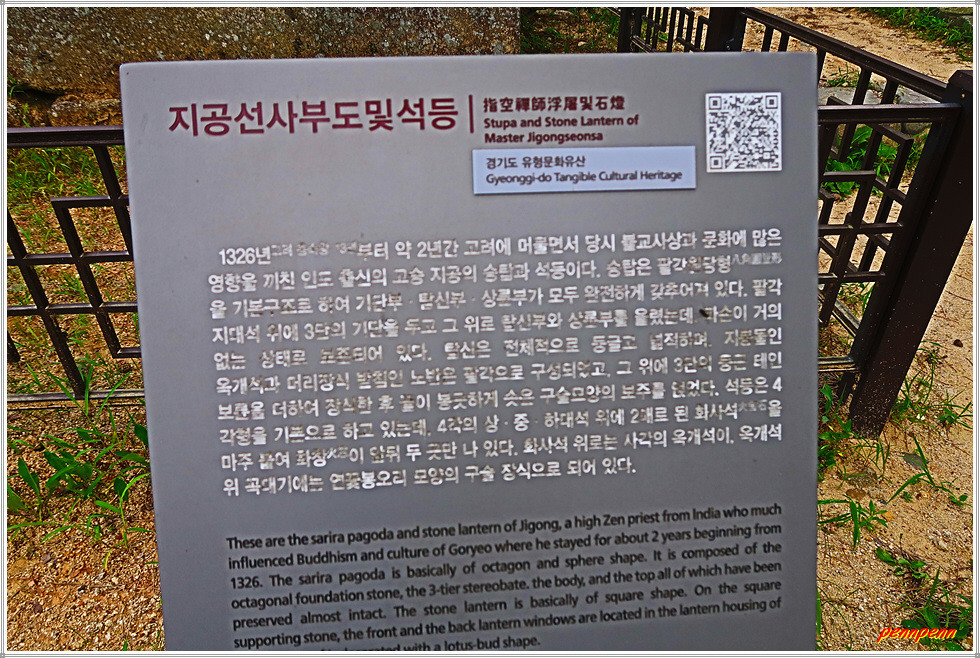 지공선사부도및석등
指空禪師浮屠및石燈
Stupa and Stone Lantern of
Master Jigongseonsa
경기도 유형문화유산
Gyeonggi-do Tangible Cultural Heritage
1326년부터 약 2년간 고려에 머물면서 당시 불교사상과 문화에 많은
영향을 끼친 인도 출신의 고승 지공의 승탑과 석등이다. 승탑은 팔각원당형
을 기본구조로 하여 기단부·탑신부·상륜부가 모두 완전하게 갖추어져 있다. 팔각
지대석 위에 3단의 기단을 두고 그 위로 탑신부와 상륜부를 올렸는데, 파손이 거의
없는 상태로 보존되어 있다. 탑신은 전체적으로 둥글고 넓적하며, 지붕돌인
옥개석과 머리장식 받침인 노반은 팔각으로 구성되었고, 그 위에 3단의 둥근 테인
보륜을 더하여 장식한 후 끝이 뾰족하게 솟은 구슬모양의 보주를 얹었다. 석등은 4
각형을 기본으로 하고 있는데, 4각의 상·중·하대석 위에 2매로 된 화사석을
마주 붙여 화창이 앞뒤 두 곳만 나 있다. 화사석 위로는 사각의 옥개석이, 옥개석
위 꼭대기에는 연꽃봉오리 모양의 구슬 장식으로 되어 있다.
These are the sarira pagoda and stone lantern of Jigong, a high Zen priest from India who much
influenced Buddhism and culture of Goryeo where he stayed for about 2 years beginning from
1326. The sarira pagoda is basically of octagon and sphere shape. It is composed of the
octagonal foundation stone, the 3-tier stereobate, the body, and the top all of which have been
preserved almost intact. The stone lantern is basically of square shape. On the square
supporting stone, the front and the back lantern windows are located in the lantern housing of
with a lotus-bud shape.
pennpenn